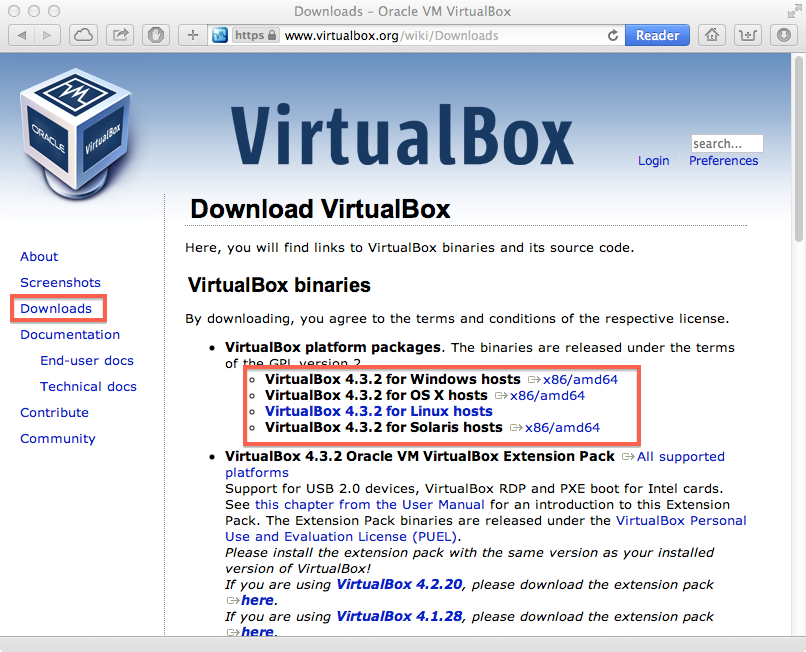 Downloads – Oracle VM VirtualBox
https www.virtualbox.org/wiki/Downloads Reader
ORACLE VirtualBox
VirtualBox
search...
Login Preferences
Download VirtualBox
Here, you will find links to VirtualBox binaries and its source code.
About
Screenshots
Downloads
Documentation
End-user docs
Technical docs
Contribute
Community
VirtualBox binaries
By downloading, you agree to the terms and conditions of the respective license.
• VirtualBox platform packages. The binaries are released under the terms
of the GPL version 2
VirtualBox 4.3.2 for Windows hosts x86/amd64
VirtualBox 4.3.2 for OS X hosts x86/amd64
VirtualBox 4.3.2 for Linux hosts
VirtualBox 4.3.2 for Solaris hosts x86/amd64
• VirtualBox 4.3.2 Oracle VM VirtualBox Extension Pack All supported
platforms
Support for USB 2.0 devices, VirtualBox RDP and PXE boot for Intel cards.
See this chapter from the User Manual for an introduction to this Extension
Pack. The Extension Pack binaries are released under the VirtualBox Personal
Use and Evaluation License (PUEL).
Please install the extension pack with the same version as your installed
version of VirtualBox!
If you are using VirtualBox 4.2.20, please download the extension pack
here.
If you are using VirtualBox 4.1.28, please download the extension pack
here.